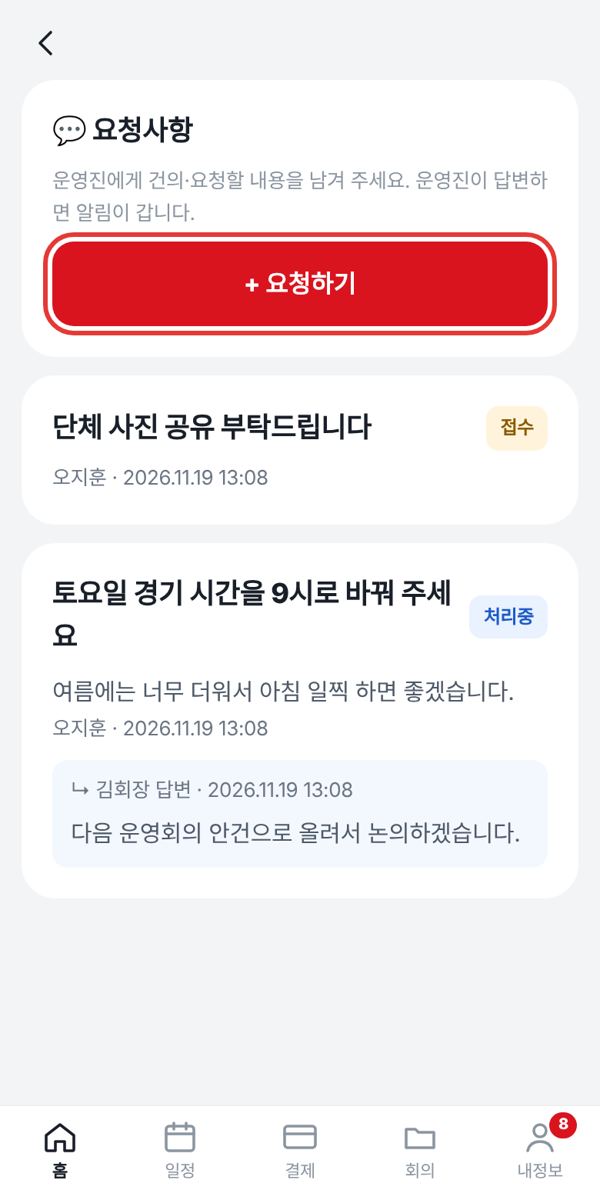 💬 요청사항
운영진에게 건의·요청할 내용을 남겨 주세요. 운영진이 답변하
면 알림이 갑니다.
+ 요청하기
단체 사진 공유 부탁드립니다
접수
오지훈 · 2026.11.19 13:08
토요일 경기 시간을 9시로 바꿔 주세
요
처리중
여름에는 너무 더워서 아침 일찍 하면 좋겠습니다.
오지훈 · 2026.11.19 13:08
↳ 김회장 답변 · 2026.11.19 13:08
다음 운영회의 안건으로 올려서 논의하겠습니다.
8
홈 일정 결제 회의 내정보